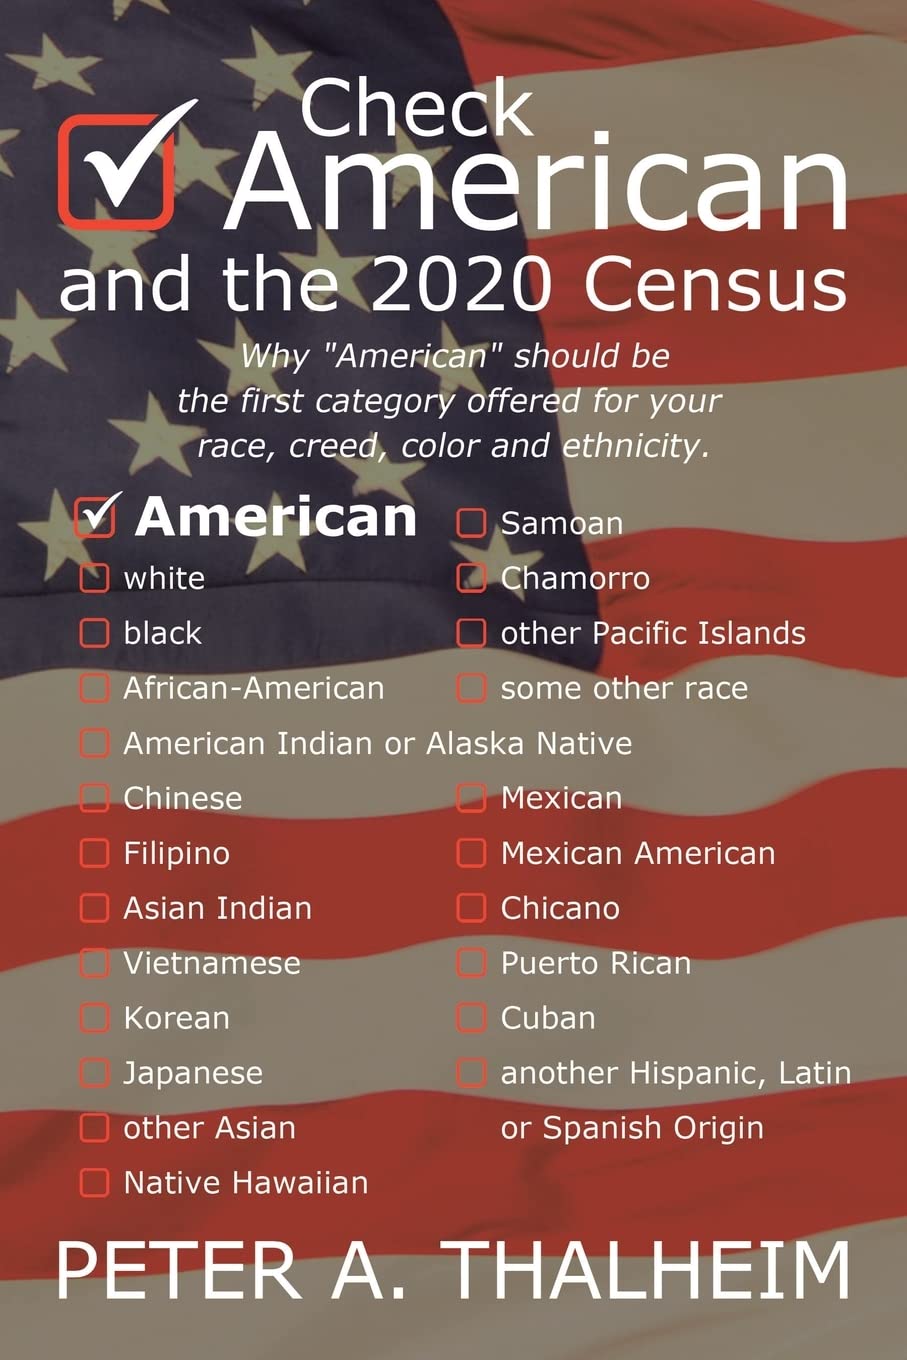 Check
American
and the 2020 Census
Why "American" should be
the first category offered for your
race, creed, color and ethnicity.
American
white
black
African-American
American Indian or Alaska Native
Chinese
Filipino
Asian Indian
Vietnamese
Korean
Japanese
other Asian
Native Hawaiian
Samoan
Chamorro
other Pacific Islands
some other race
Mexican
Mexican American
Chicano
Puerto Rican
Cuban
another Hispanic, Latin
or Spanish Origin
PETER A. THALHEIM